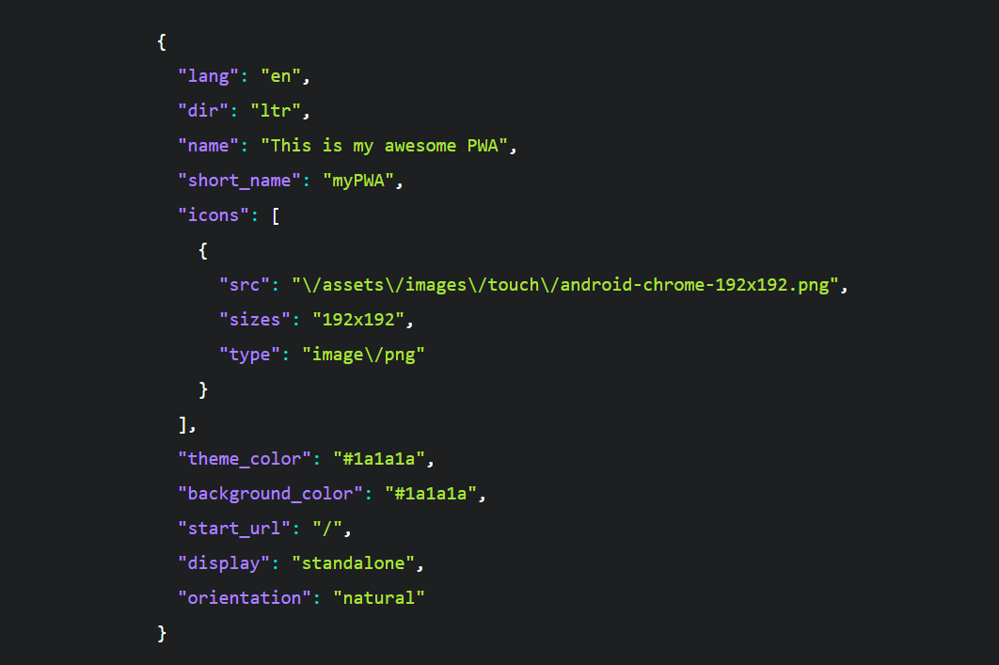 {
"lang": "en",
"dir": "ltr",
"name": "This is my awesome PWA",
"short_name": "myPWA",
"icons": [
{
"src": "\/assets\/images\/touch\/android-chrome-192x192.png",
"sizes": "192x192",
"type": "image\/png"
}
],
"theme_color": "#1a1a1a",
"background_color": "#1a1a1a",
"start_url": "/",
"display": "standalone",
"orientation": "natural"
}